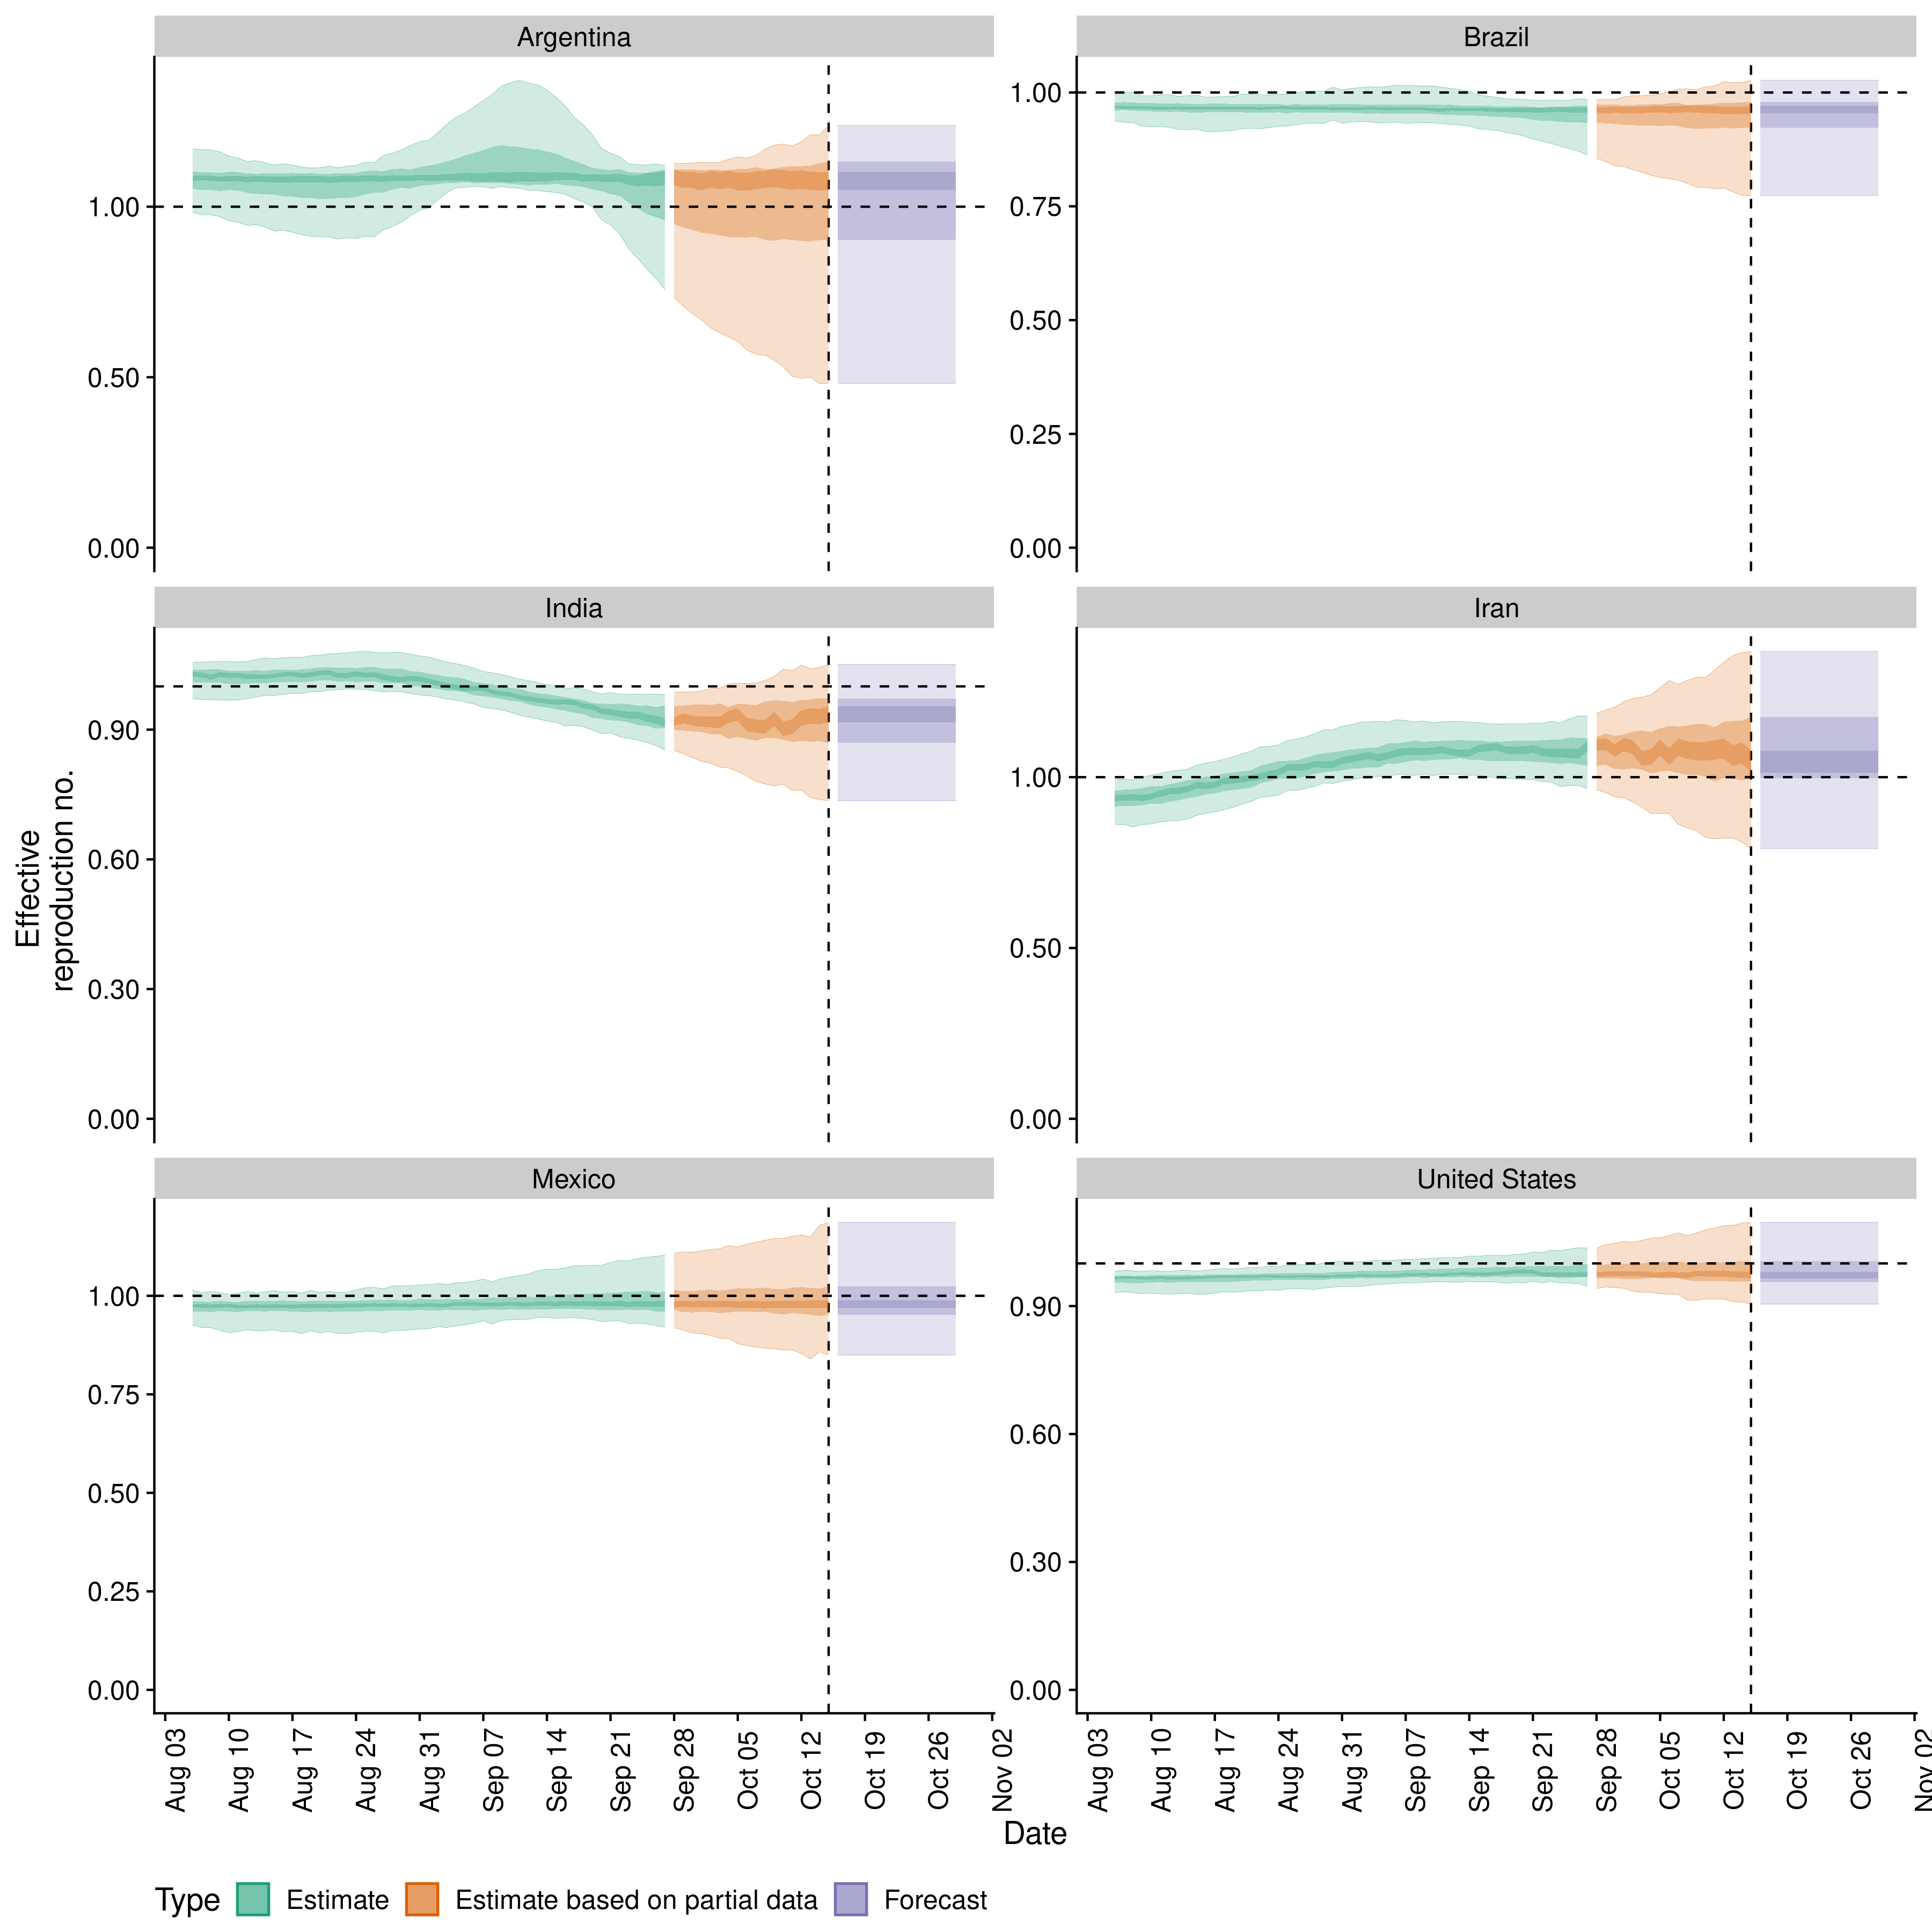 Argentina
Brazil
1.00
0.50
0.00
1.00
0.75
0.50
0.25
0.00
India
Iran
Effective
reproduction no.
0.90
0.60
0.30
0.00
1.00
0.50
0.00
Mexico
United States
1.00
0.75
0.50
0.25
0.00
0.90
0.60
0.30
0.00
Aug 03
Aug 10
Aug 17
Aug 24
Aug 31
Sep 07
Sep 14
Sep 21
Sep 28
Oct 05
Oct 12
Oct 19
Oct 26
Nov 02
Aug 03
Aug 10
Aug 17
Aug 24
Aug 31
Sep 07
Sep 14
Sep 21
Sep 28
Oct 05
Oct 12
Oct 19
Oct 26
Nov 02
Date
Type Estimate Estimate based on partial data Forecast